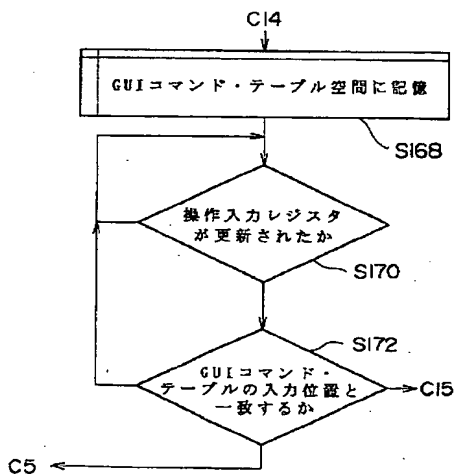 C14
GUIコマンド・テーブル空間に記憶
S168
操作入力レジスタ
が更新されたか
S170
S172
GUIコマンド・
テーブルの入力位置と
一致するか
C15
C5